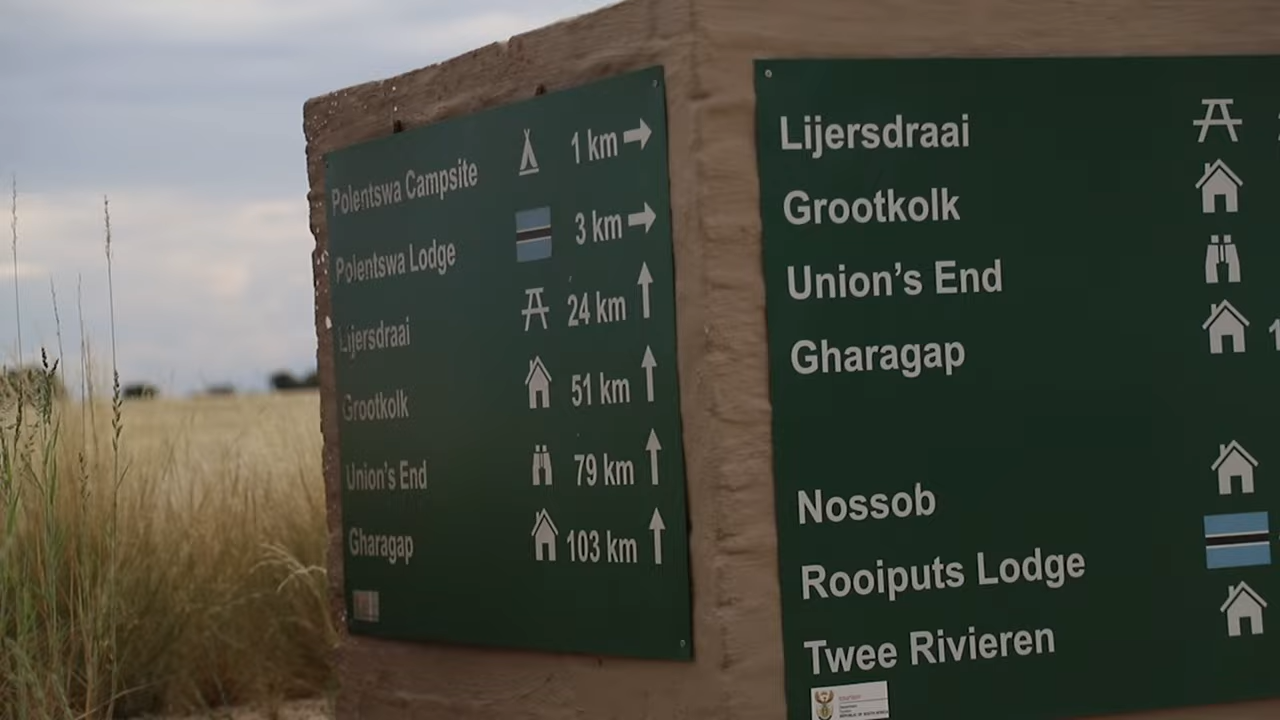 Polentswa Campsite 1 km
Polentswa Lodge 3 km
Lijersdraai 24 km
Grootkolk 51 km
Union's End 79 km
Gharagap 103 km
Lijersdraai
Grootkolk
Union's End
Gharagap
Nossob
Rooiputs Lodge
Twee Rivieren